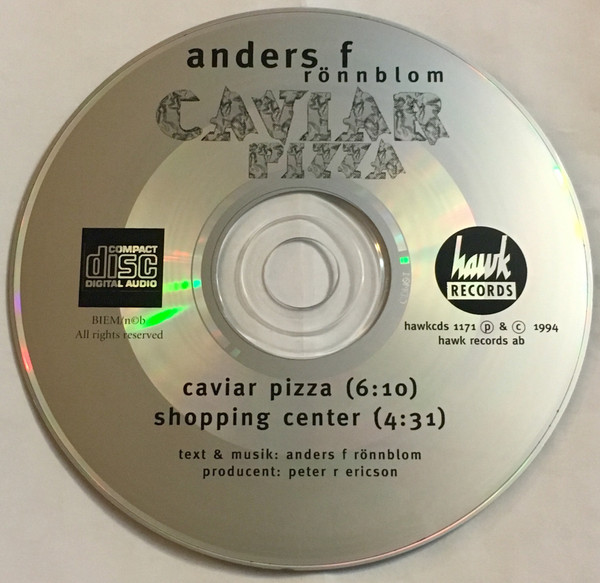 anders f
rönnblom
CAVIAR
PIZZA
COMPACT
disc
DIGITAL AUDIO
BIEM/n©b
All rights reserved
hawk
RECORDS
hawkcds 1171 ℗ & © 1994
hawk records ab
caviar pizza (6:10)
shopping center (4:31)
text & musik: anders f rönnblom
producent: peter r ericson